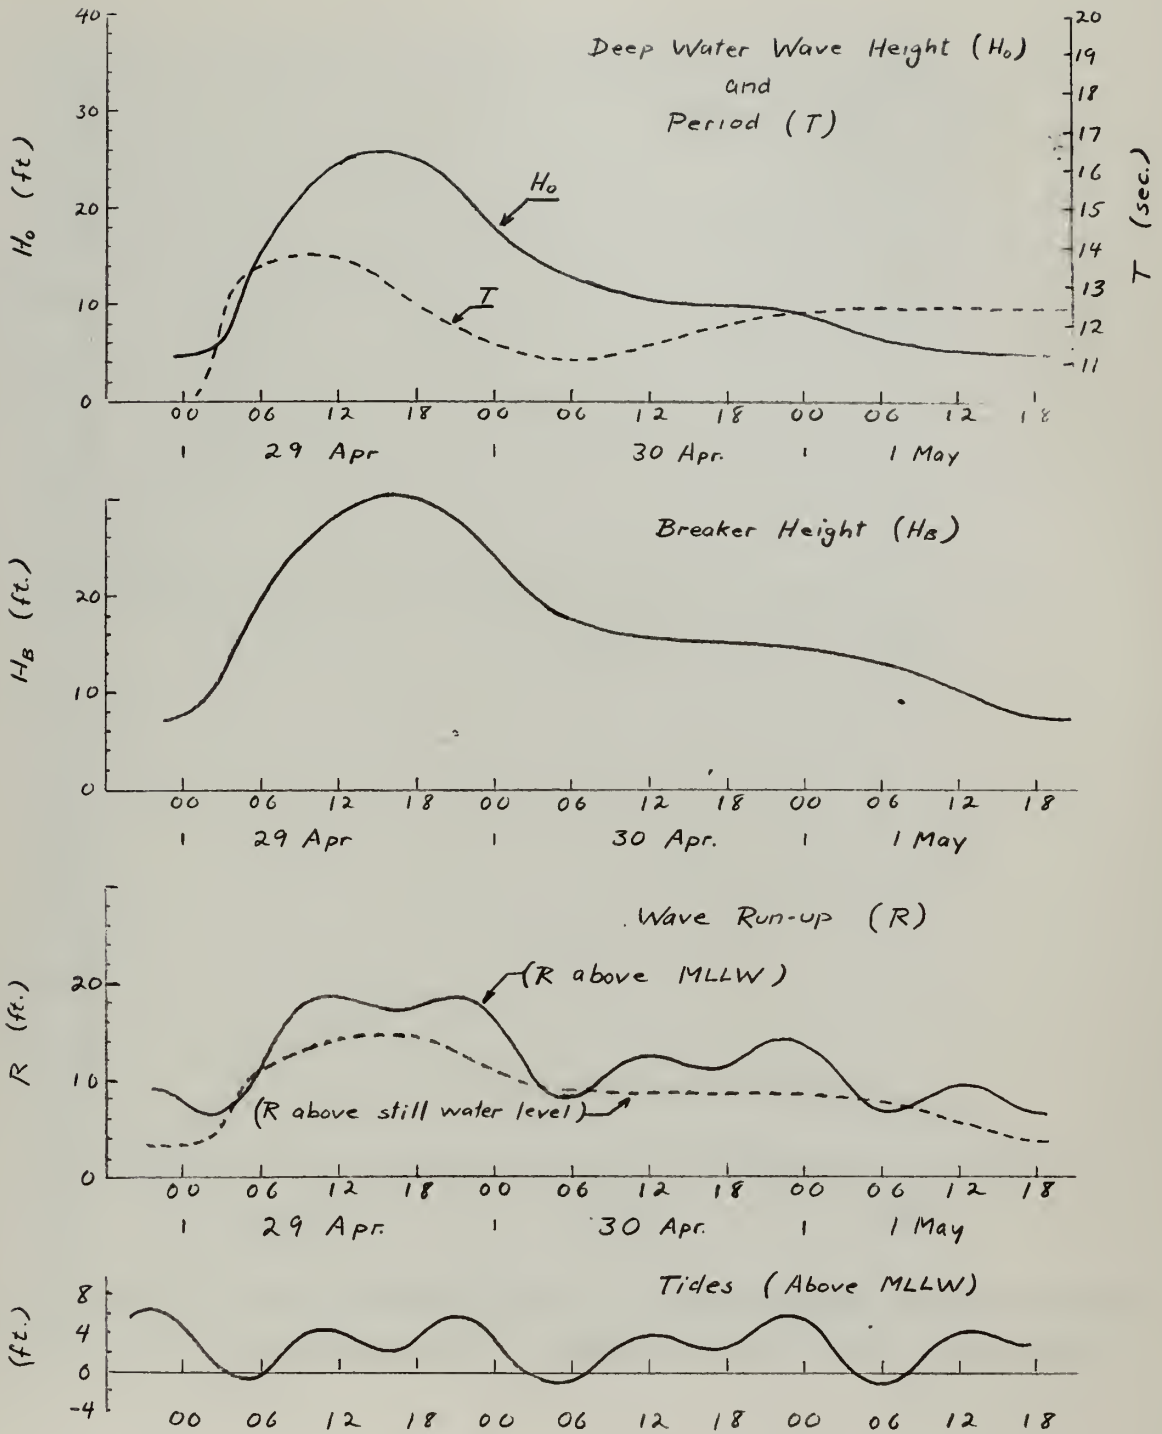 Deep Water Wave Height (H₀)
and
Period (T)
H₀ (ft)
40
30
20
10
0
T (sec.)
20
19
18
17
16
15
14
13
12
11
H₀
T
00 06 12 18 00 06 12 18 00 06 12 18
29 Apr 30 Apr. 1 May
Breaker Height (HB)
HB (ft.)
20
10
0
00 06 12 18 00 06 12 18 00 06 12 18
29 Apr 30 Apr. 1 May
Wave Run-up (R)
(R above MLLW)
R (ft.)
20
10
0
(R above still water level)
00 06 12 18 00 06 12 18 00 06 12 18
29 Apr. 30 Apr. 1 May
Tides (Above MLLW)
(ft.)
8
4
0
-4
00 06 12 18 00 06 12 18 00 06 12 18